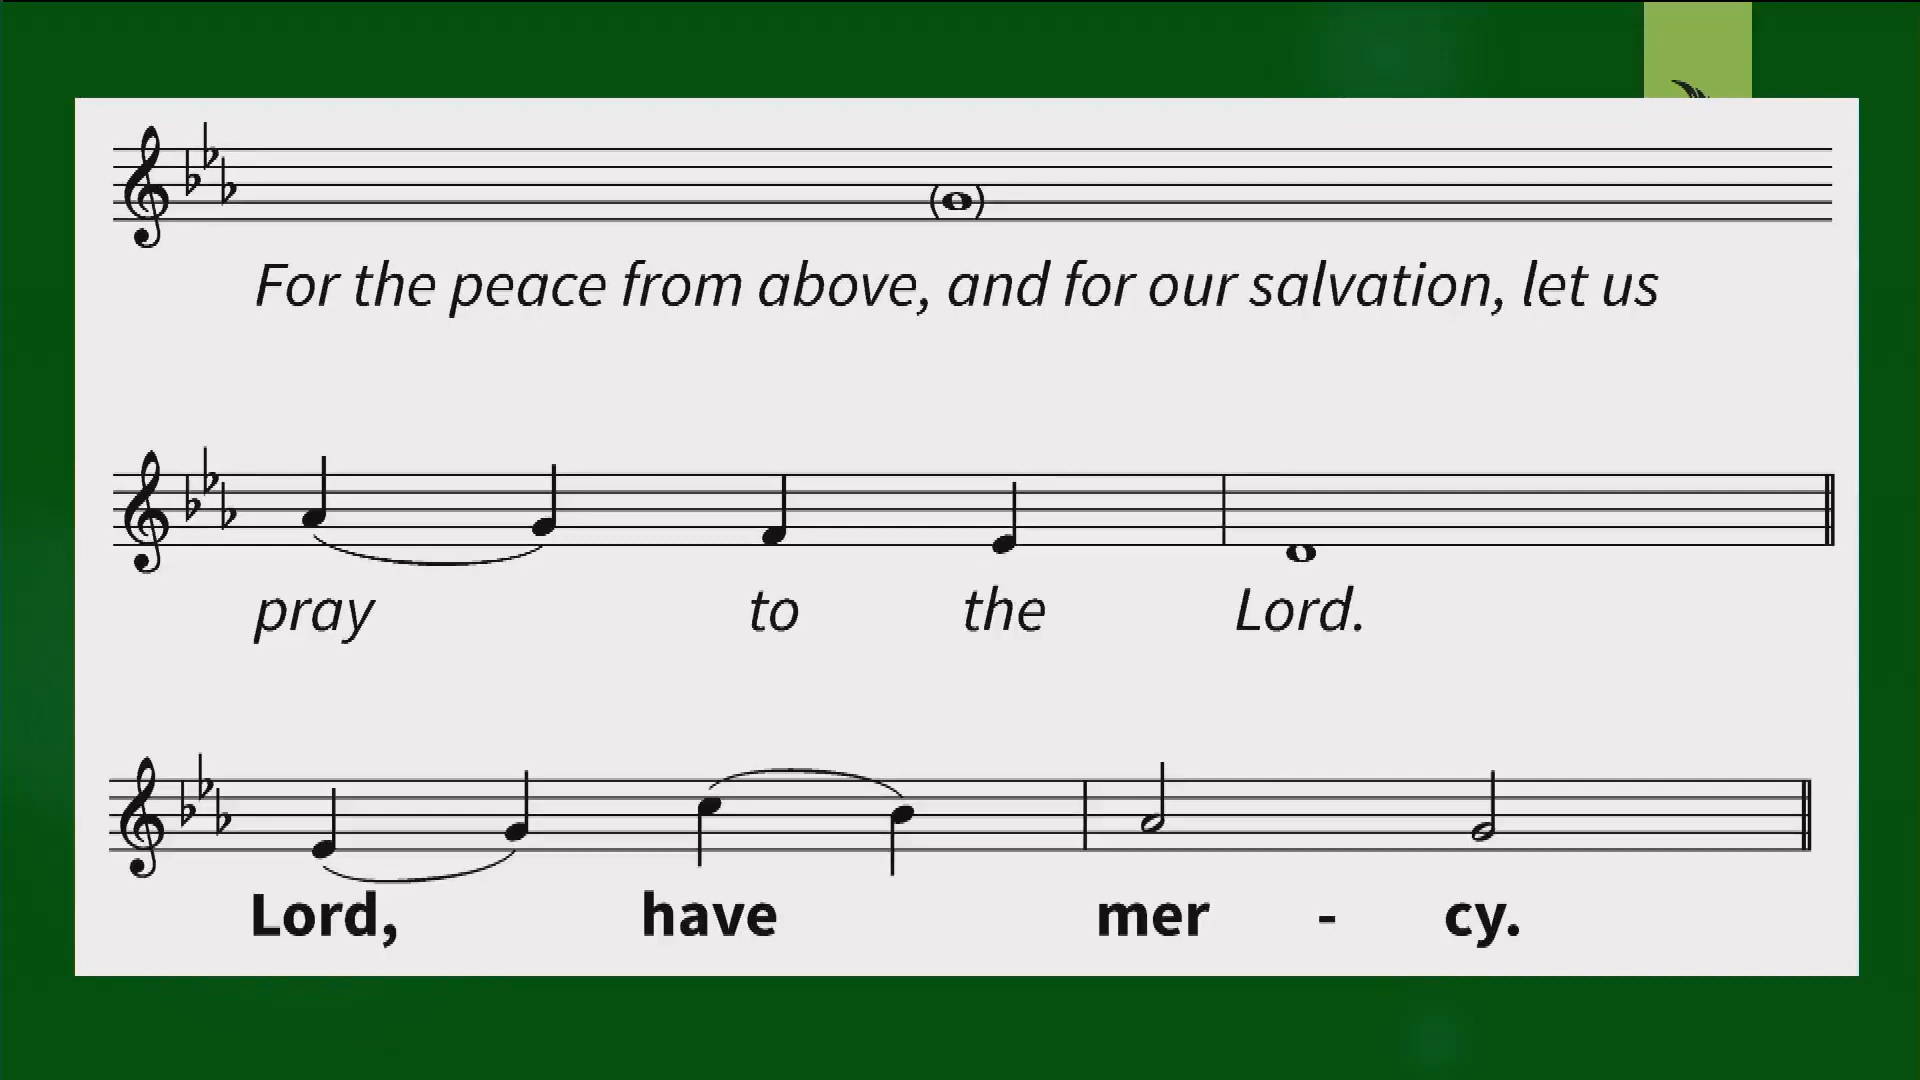 For the peace from above, and for our salvation, let us
pray to the Lord.
Lord, have mer - cy.